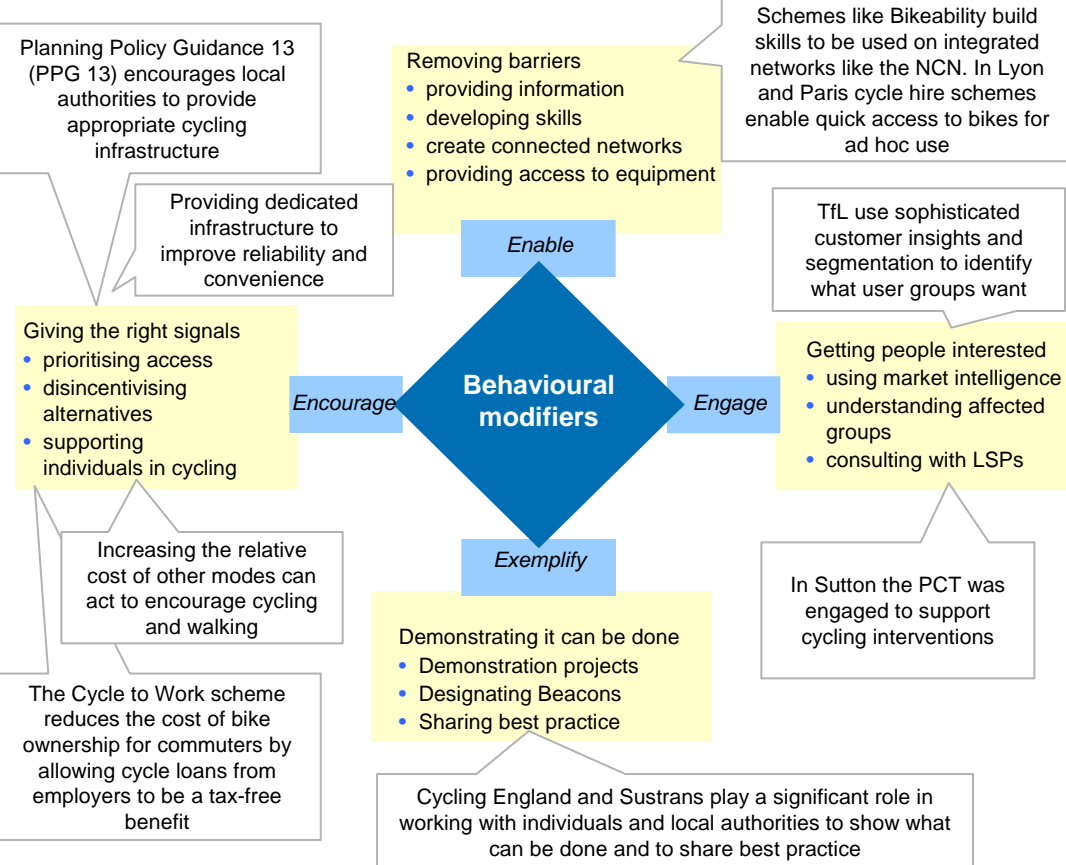 Planning Policy Guidance 13
(PPG 13) encourages local
authorities to provide
appropriate cycling
infrastructure
Removing barriers
• providing information
• developing skills
• create connected networks
• providing access to equipment
Schemes like Bikeability build
skills to be used on integrated
networks like the NCN. In Lyon
and Paris cycle hire schemes
enable quick access to bikes for
ad hoc use
Providing dedicated
infrastructure to
improve reliability and
convenience
Enable
TfL use sophisticated
customer insights and
segmentation to identify
what user groups want
Giving the right signals
• prioritising access
• disincentivising
alternatives
• supporting
individuals in cycling
Encourage
Behavioural
modifiers
Engage
Getting people interested
• using market intelligence
• understanding affected
groups
• consulting with LSPs
Increasing the relative
cost of other modes can
act to encourage cycling
and walking
Exemplify
In Sutton the PCT was
engaged to support
cycling interventions
Demonstrating it can be done
• Demonstration projects
• Designating Beacons
• Sharing best practice
The Cycle to Work scheme
reduces the cost of bike
ownership for commuters by
allowing cycle loans from
employers to be a tax-free
benefit
Cycling England and Sustrans play a significant role in
working with individuals and local authorities to show what
can be done and to share best practice